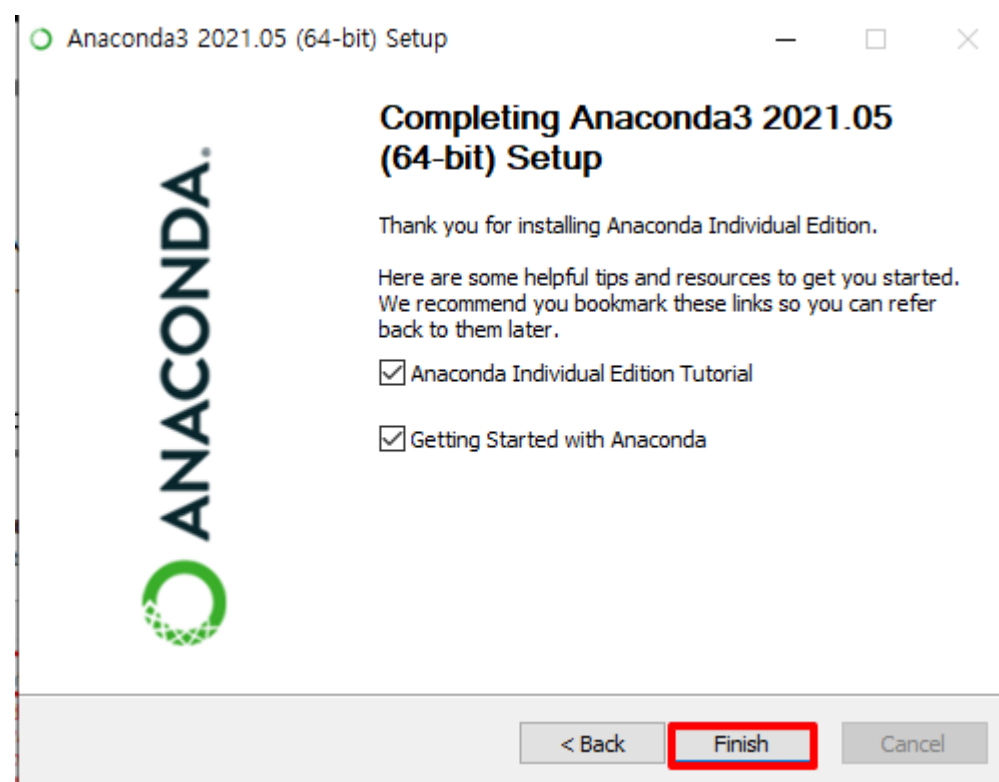 Anaconda3 2021.05 (64-bit) Setup
Completing Anaconda3 2021.05
(64-bit) Setup
Thank you for installing Anaconda Individual Edition.
Here are some helpful tips and resources to get you started.
We recommend you bookmark these links so you can refer
back to them later.
Anaconda Individual Edition Tutorial
Getting Started with Anaconda
ANACONDA.
< Back
Finish
Cancel